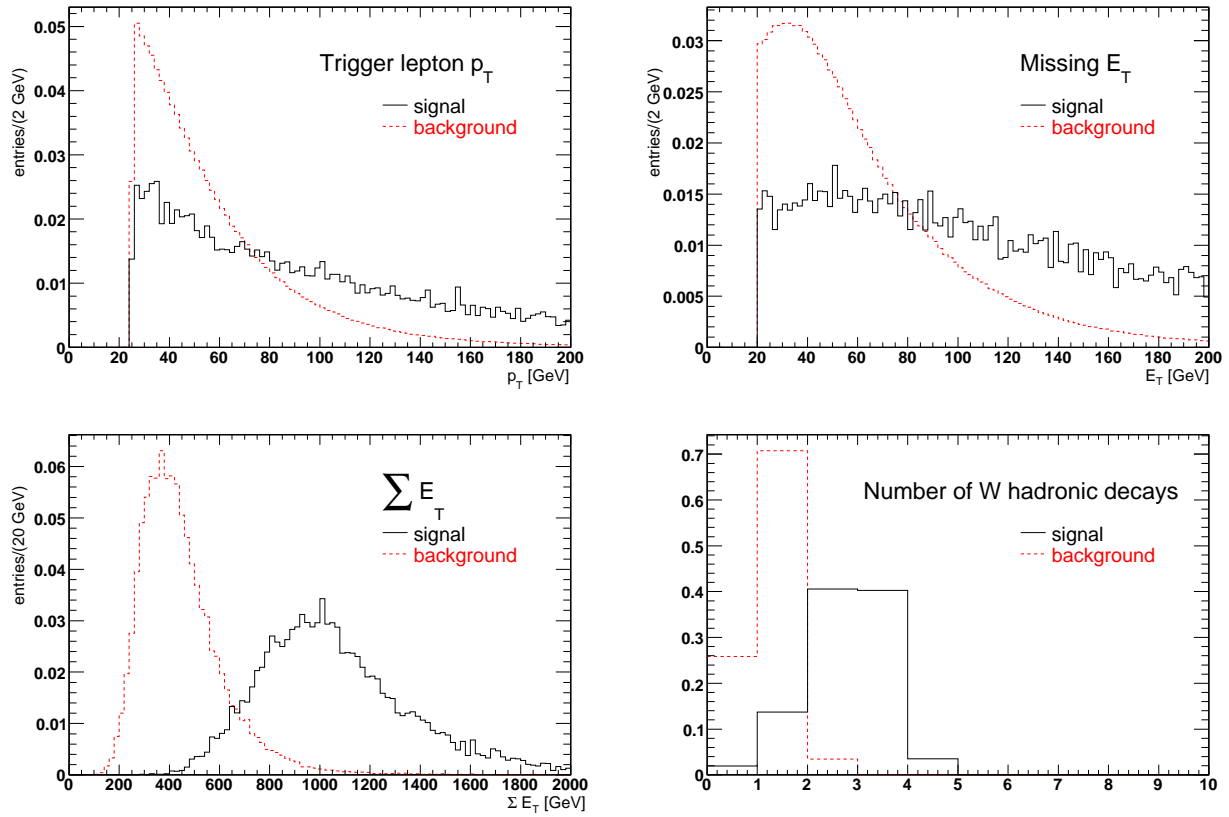 0.05
0.04
0.03
0.02
0.01
0
entries/(2 GeV)
Trigger lepton p_T
signal
background
0 20 40 60 80 100 120 140 160 180 200
p_T [GeV]
0.03
0.025
0.02
0.015
0.01
0.005
0
entries/(2 GeV)
Missing E_T
signal
background
0 20 40 60 80 100 120 140 160 180 200
E_T [GeV]
0.06
0.05
0.04
0.03
0.02
0.01
0
entries/(20 GeV)
∑ E_T
signal
background
0 200 400 600 800 1000 1200 1400 1600 1800 2000
Σ E_T [GeV]
0.7
0.6
0.5
0.4
0.3
0.2
0.1
0
Number of W hadronic decays
signal
background
0 1 2 3 4 5 6 7 8 9 10